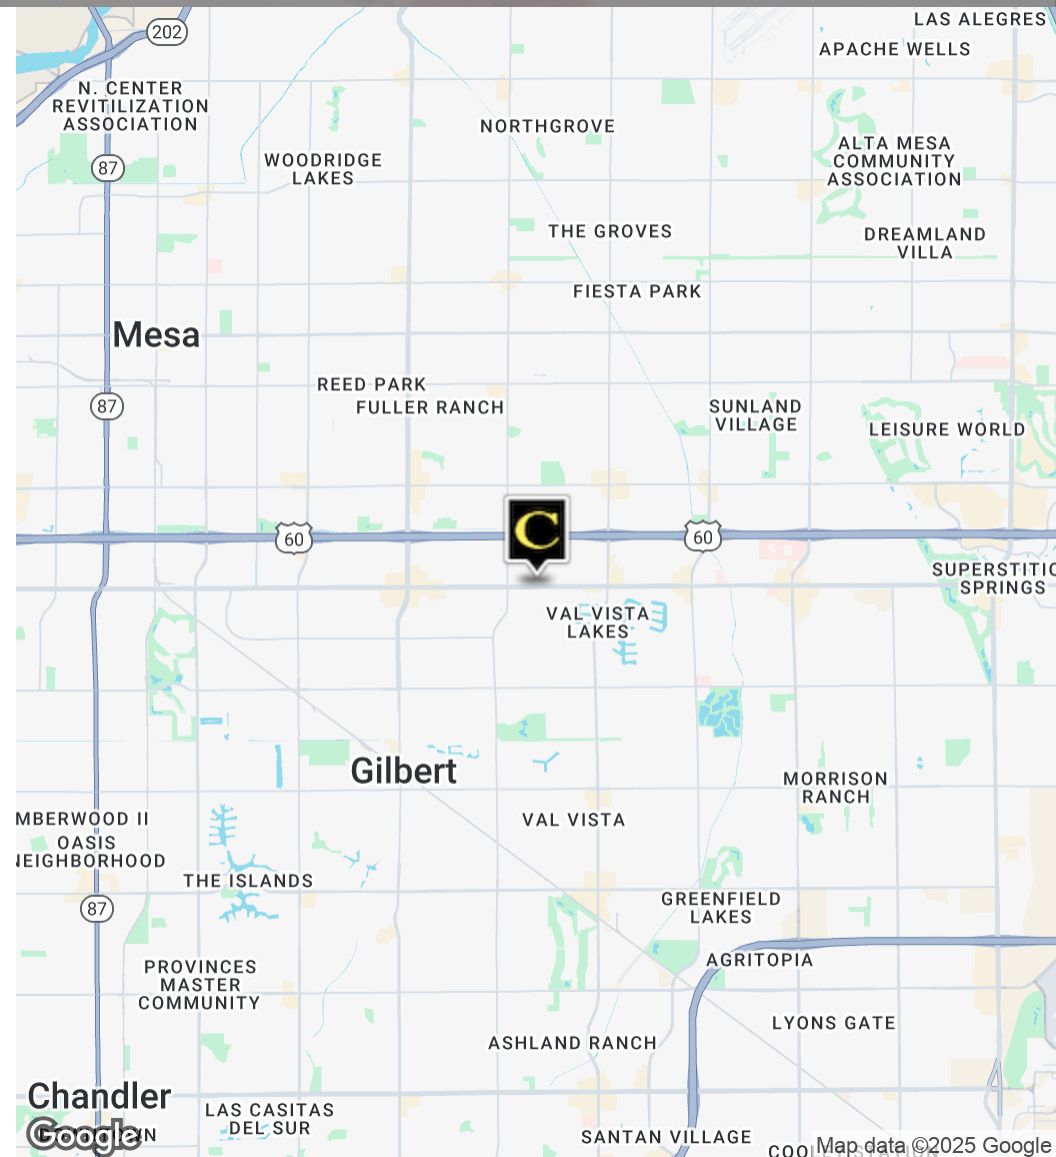 202
LAS ALEGRES
APACHE WELLS
N. CENTER
REVITILIZATION
ASSOCIATION
NORTHGROVE
ALTA MESA
COMMUNITY
ASSOCIATION
87
WOODRIDGE
LAKES
THE GROVES
DREAMLAND
VILLA
FIESTA PARK
Mesa
REED PARK
FULLER RANCH
87
SUNLAND
VILLAGE
LEISURE WORLD
C
60
60
SUPERSTITIO
SPRINGS
VAL VISTA
LAKES
Gilbert
MORRISON
RANCH
MBERWOOD II
VAL VISTA
OASIS
NEIGHBORHOOD
THE ISLANDS
87
GREENFIELD
LAKES
AGRITOPIA
PROVINCES
MASTER
COMMUNITY
LYONS GATE
ASHLAND RANCH
Chandler
LAS CASITAS
DEL SUR
Google
SANTAN VILLAGE
Map data ©2025 Google